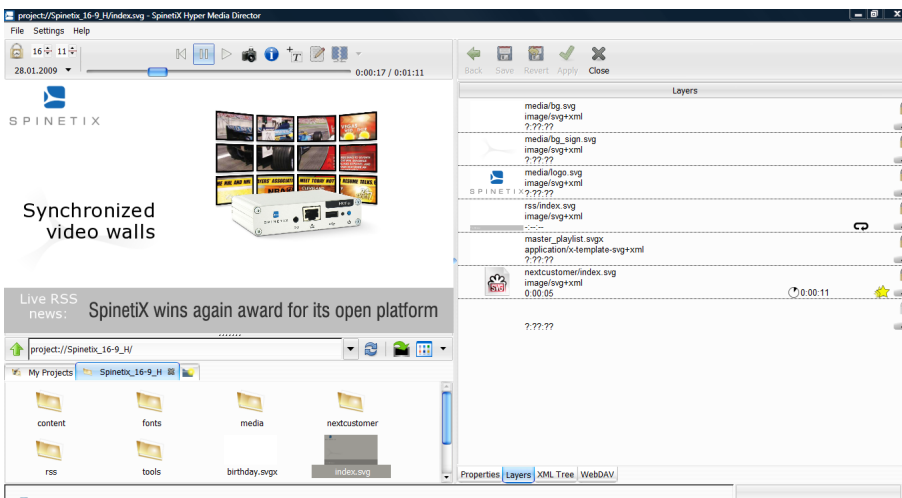 project://Spinetix_16-9_H/index.svg - SpinetiX Hyper Media Director
File Settings Help
16 11
28.01.2009
0:00:17 / 0:01:11
Back Save Revert Apply Close
SPINETIX
Synchronized
video walls
SPINETIX
Live RSS
news:
SpinetiX wins again award for its open platform
project://Spinetix_16-9_H/
My Projects Spinetix_16-9_H
content fonts media nextcustomer
rss tools birthday.svgx index.svg
Layers
media/bg.svg
image/svg+xml
?:??:??
media/bg_sign.svg
image/svg+xml
?:??:??
SPINETIX
media/logo.svg
image/svg+xml
?:??:??
rss/index.svg
image/svg+xml
-:--:--
master_playlist.svgx
application/x-template-svg+xml
?:??:??
SVG
nextcustomer/index.svg
image/svg+xml
0:00:05
0:00:11
?:??:??
Properties Layers XML Tree WebDAV